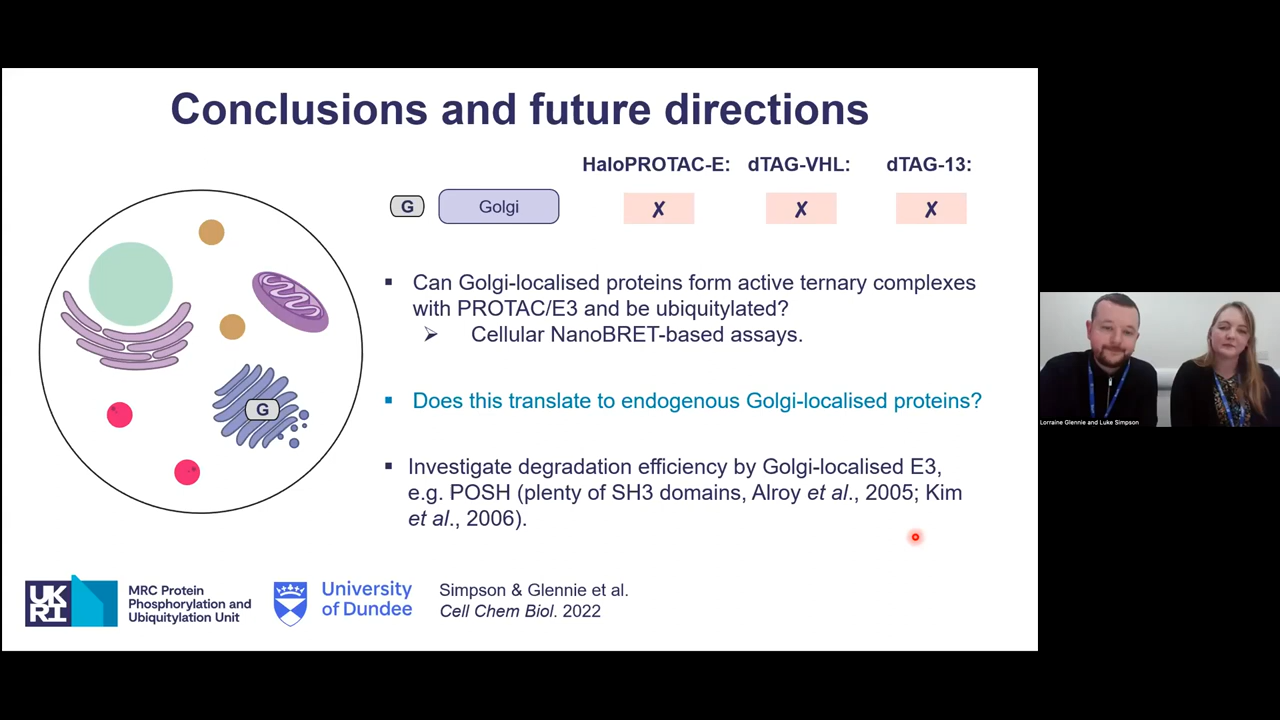 Conclusions and future directions
HaloPROTAC-E: dTAG-VHL: dTAG-13:
G Golgi ✗ ✗ ✗
▪ Can Golgi-localised proteins form active ternary complexes
with PROTAC/E3 and be ubiquitylated?
➢ Cellular NanoBRET-based assays.
▪ Does this translate to endogenous Golgi-localised proteins?
G
▪ Investigate degradation efficiency by Golgi-localised E3,
e.g. POSH (plenty of SH3 domains, Alroy et al., 2005; Kim
et al., 2006).
Lorraine Glennie and Luke Simpson
UK
RI
MRC Protein
Phosphorylation and
Ubiquitylation Unit
University
of Dundee
Simpson & Glennie et al.
Cell Chem Biol. 2022